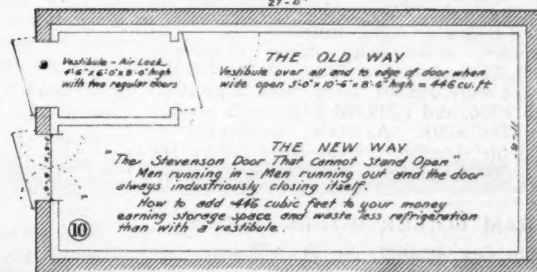 27'-0"
Vestibule - Air Lock
4'-6" x 6'-0" x 8'-0" high
with two regular doors
THE OLD WAY
Vestibule over all and to edge of door when
wide open 5'-0" x 10'-6" x 8'-6" high = 446 cu. ft.
THE NEW WAY
"The Stevenson Door That Cannot Stand Open"
Men running in - Men running out and the door
always industriously closing itself.
How to add 446 cubic feet to your money
earning storage space and waste less refrigeration
than with a vestibule.
10